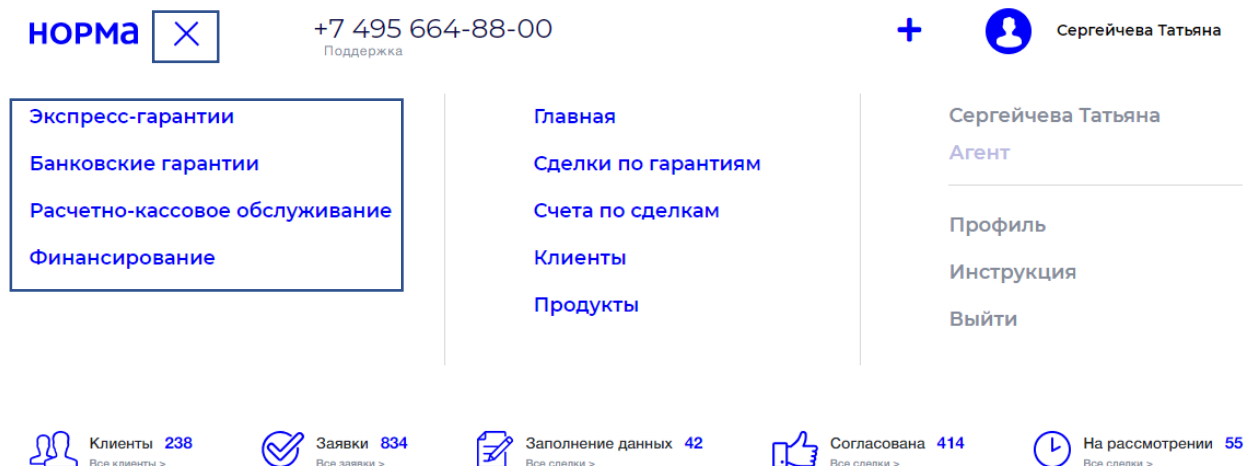 НОРМа
+7 495 664-88-00
Поддержка
Сергейчева Татьяна
Экспресс-гарантии
Банковские гарантии
Расчетно-кассовое обслуживание
Финансирование
Главная
Сделки по гарантиям
Счета по сделкам
Клиенты
Продукты
Сергейчева Татьяна
Агент
Профиль
Инструкция
Выйти
Клиенты 238
Все клиенты >
Заявки 834
Все заявки >
Заполнение данных 42
Все сделки >
Согласована 414
Все сделки >
На рассмотрении 55
Все сделки >